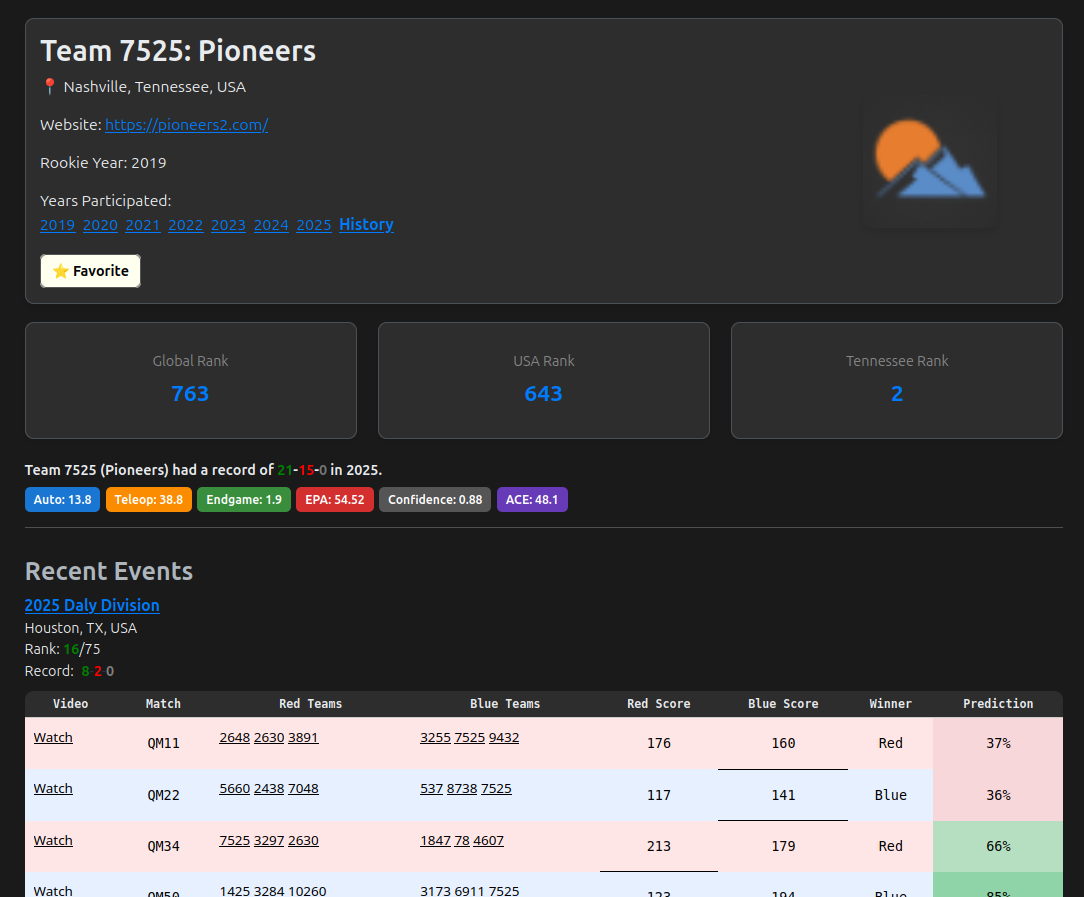 Team 7525: Pioneers
📍 Nashville, Tennessee, USA
Website: https://pioneers2.com/
Rookie Year: 2019
Years Participated:
2019 2020 2021 2022 2023 2024 2025 History
⭐ Favorite
Global Rank USA Rank Tennessee Rank
763 643 2
Team 7525 (Pioneers) had a record of 21-15-0 in 2025.
Auto: 13.8 Teleop: 38.8 Endgame: 1.9 EPA: 54.52 Confidence: 0.88 ACE: 48.1
Recent Events
2025 Daly Division
Houston, TX, USA
Rank: 16/75
Record: 8-2-0
Video Match Red Teams Blue Teams Red Score Blue Score Winner Prediction
Watch QM11 2648 2630 3891 3255 7525 9432 176 160 Red 37%
Watch QM22 5660 2438 7048 537 8738 7525 117 141 Blue 36%
Watch QM34 7525 3297 2630 1847 78 4607 213 179 Red 66%
Watch QM50 1425 3284 10260 3173 6911 7525 123 194 Blue 85%